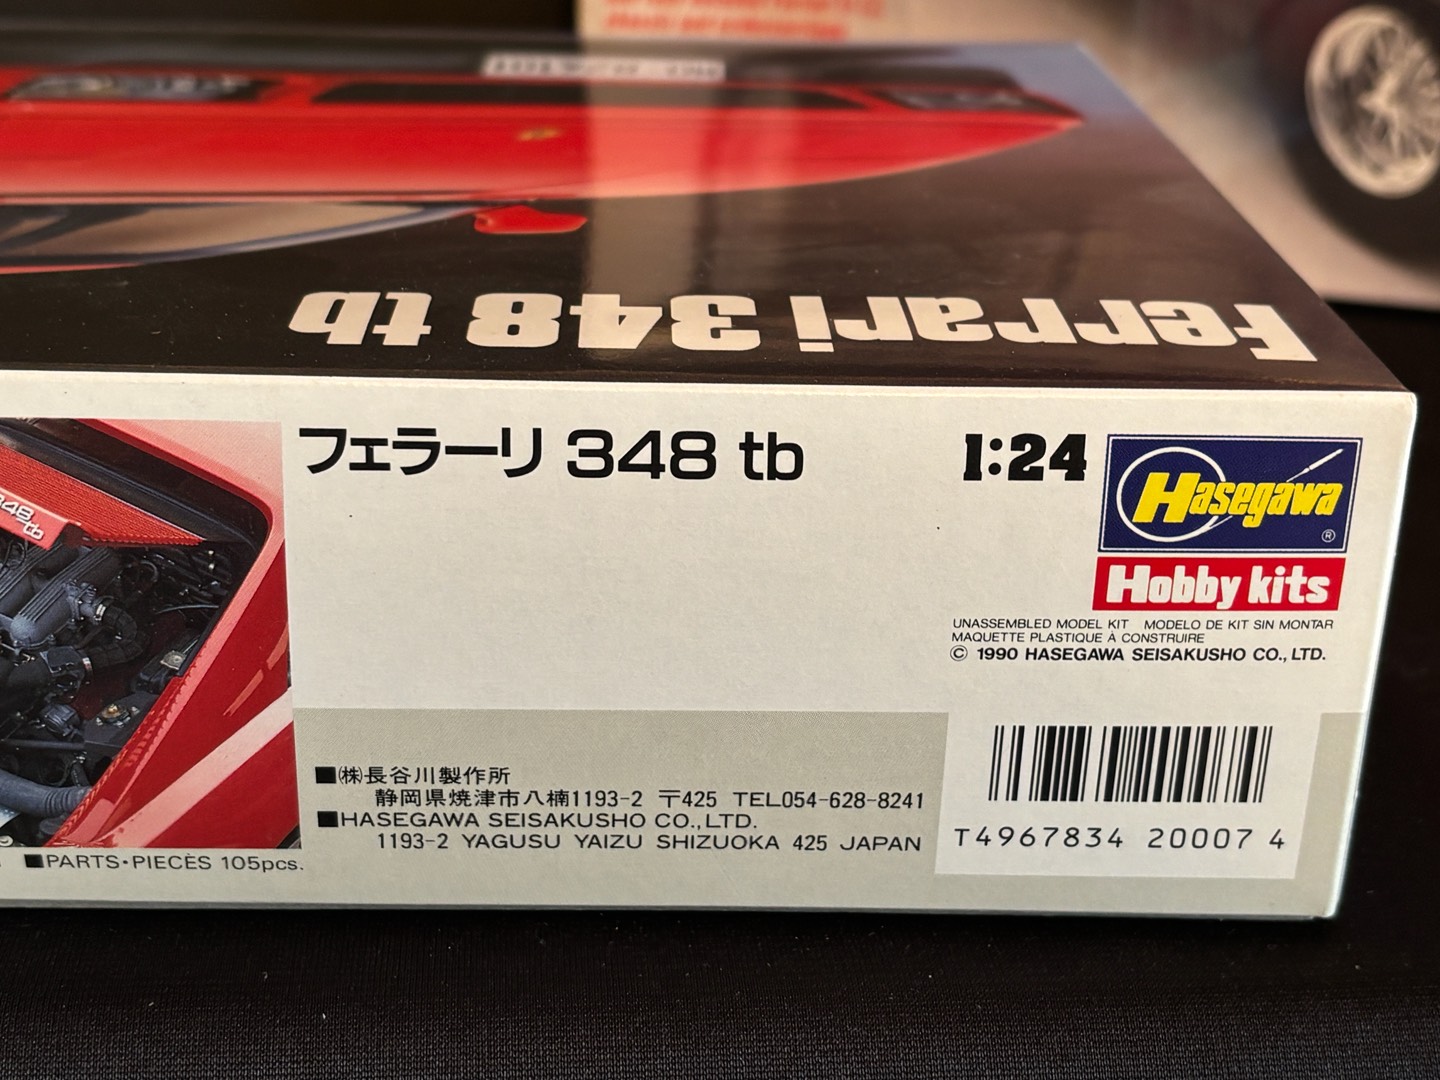 Ferrari 348 tb
348
tb
フェラーリ 348 tb
1:24
Hasegawa
®
Hobby kits
UNASSEMBLED MODEL KIT MODELO DE KIT SIN MONTAR
MAQUETTE PLASTIQUE À CONSTRUIRE
© 1990 HASEGAWA SEISAKUSHO CO., LTD.
■㈱長谷川製作所
静岡県焼津市八楠1193-2 〒425 TEL054-628-8241
■HASEGAWA SEISAKUSHO CO., LTD.
1193-2 YAGUSU YAIZU SHIZUOKA 425 JAPAN
■PARTS・PIECÈS 105pcs.
T4967834 20007 4